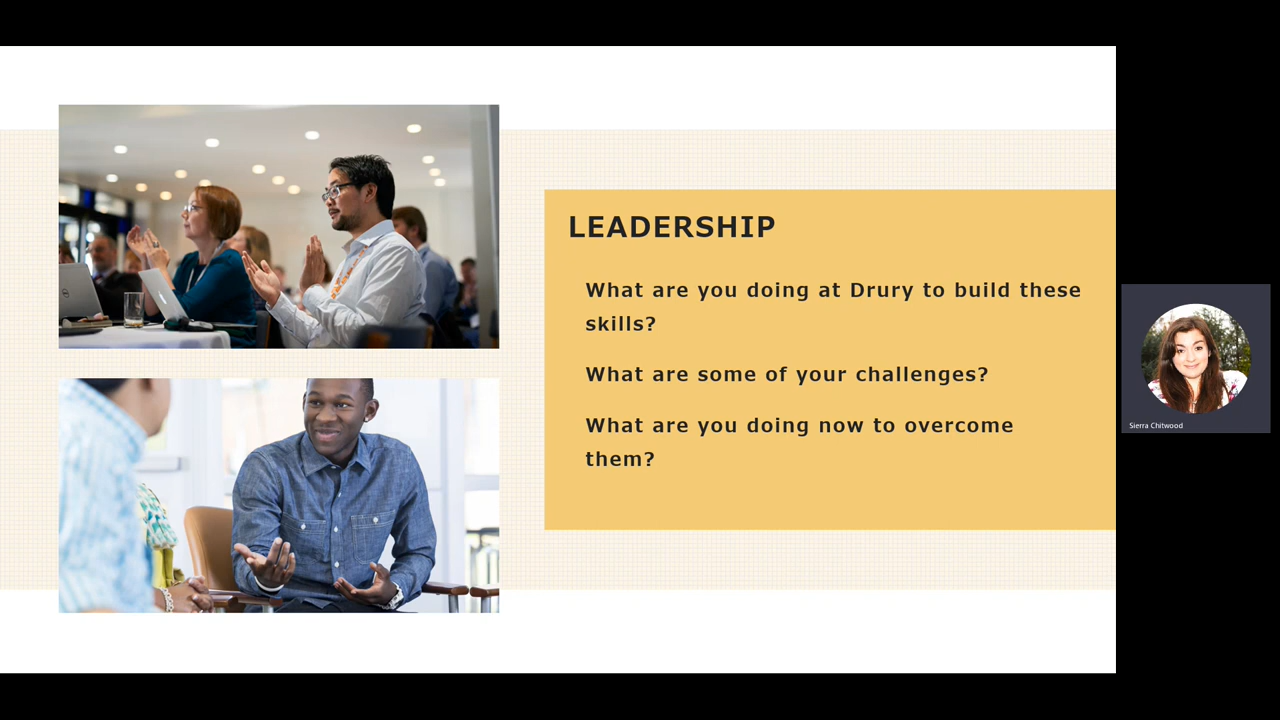 LEADERSHIP
What are you doing at Drury to build these
skills?
What are some of your challenges?
What are you doing now to overcome
them?
Sierra Chitwood